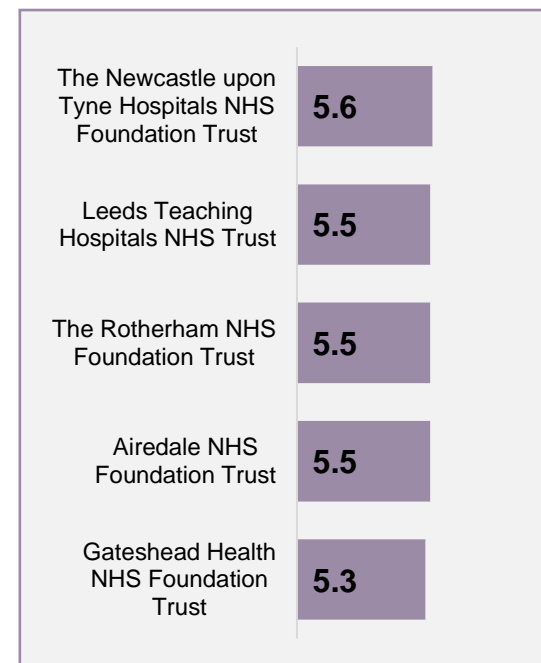 The Newcastle upon
Tyne Hospitals NHS
Foundation Trust
5.6
Leeds Teaching
Hospitals NHS Trust
5.5
The Rotherham NHS
Foundation Trust
5.5
Airedale NHS
Foundation Trust
5.5
Gateshead Health
NHS Foundation
Trust
5.3